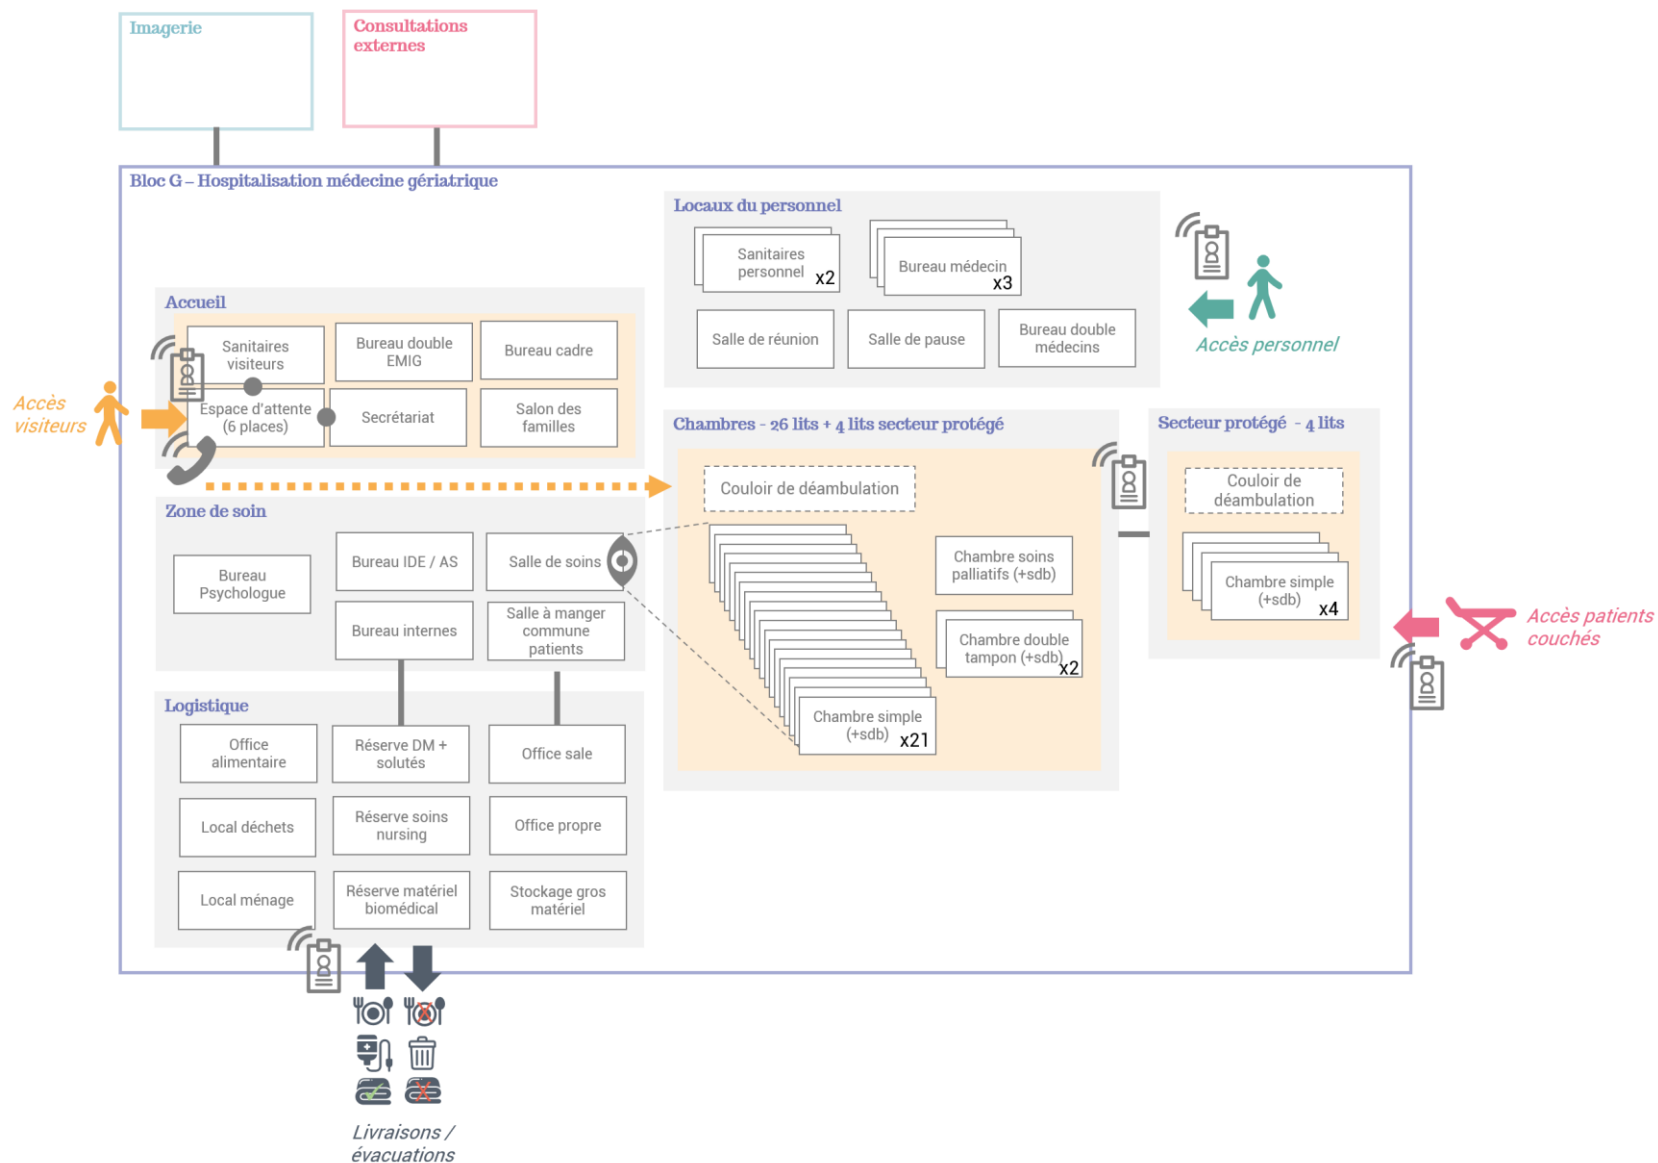 Imagerie
Consultations
externes
Bloc G – Hospitalisation médecine gériatrique
Locaux du personnel
Sanitaires
personnel
x2
Bureau médecin
x3
Salle de réunion
Salle de pause
Bureau double
médecins
Accès personnel
Accueil
Sanitaires
visiteurs
Bureau double
EMIG
Bureau cadre
Espace d'attente
(6 places)
Secrétariat
Salon des
familles
Accès
visiteurs
Chambres - 26 lits + 4 lits secteur protégé
Couloir de déambulation
Chambre soins
palliatifs (+sdb)
Chambre double
tampon (+sdb)
x2
Chambre simple
(+sdb)
x21
Secteur protégé - 4 lits
Couloir de
déambulation
Chambre simple
(+sdb)
x4
Accès patients
couchés
Zone de soin
Bureau
Psychologue
Bureau IDE / AS
Salle de soins
Bureau internes
Salle à manger
commune
patients
Logistique
Office
alimentaire
Réserve DM +
solutés
Office sale
Local déchets
Réserve soins
nursing
Office propre
Local ménage
Réserve matériel
biomédical
Stockage gros
matériel
Livraisons /
évacuations